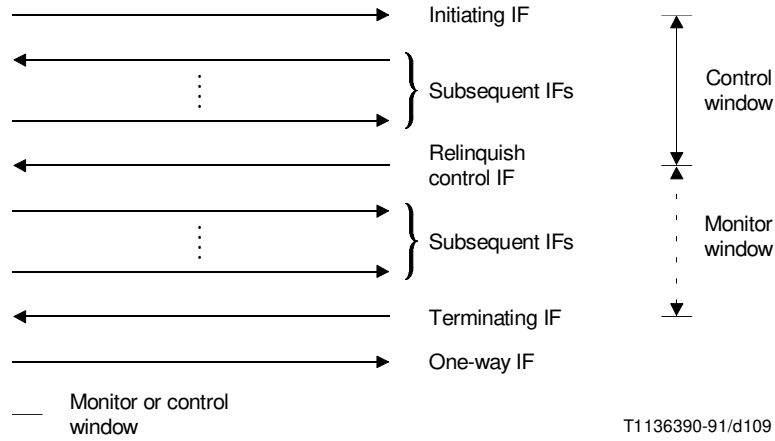 Initiating IF
Subsequent IFs
Control
window
Relinquish
control IF
Subsequent IFs
Monitor
window
Terminating IF
One-way IF
Monitor or control
window
T1136390-91/d109